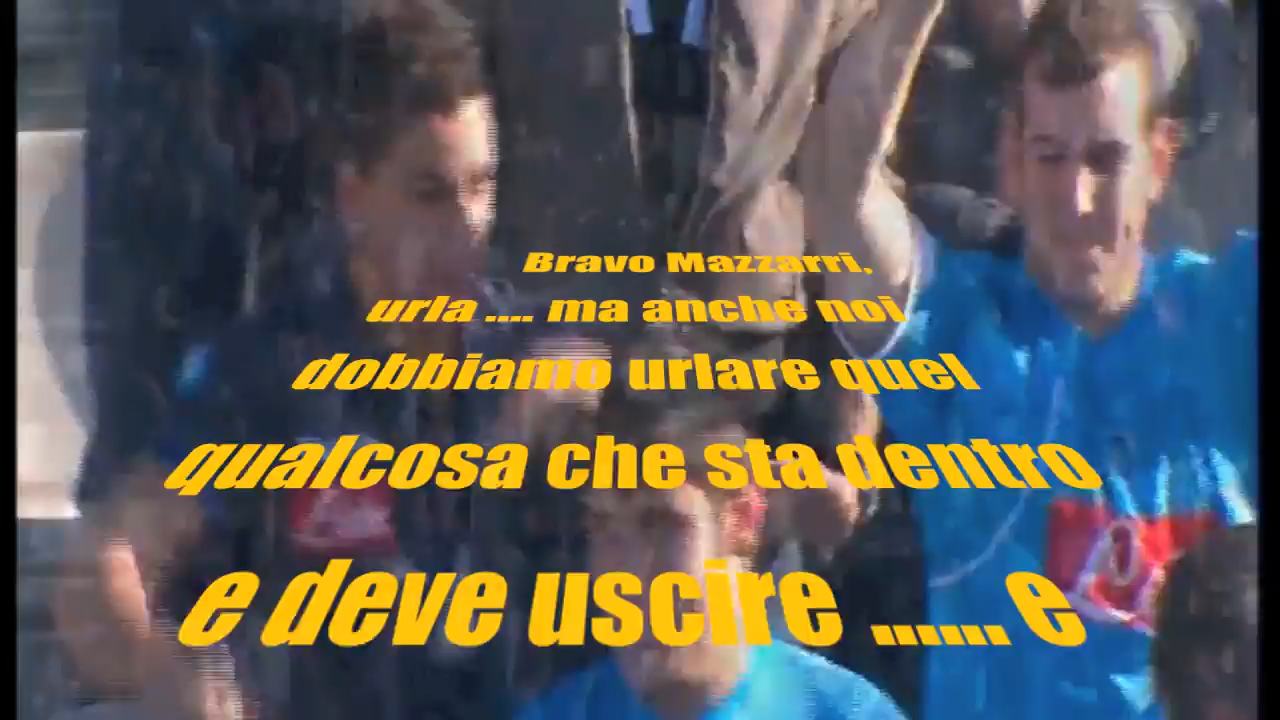 Bravo Mazzarri,
urla .... ma anche noi
dobbiamo urlare quel
qualcosa che sta dentro
e deve uscire ...... e